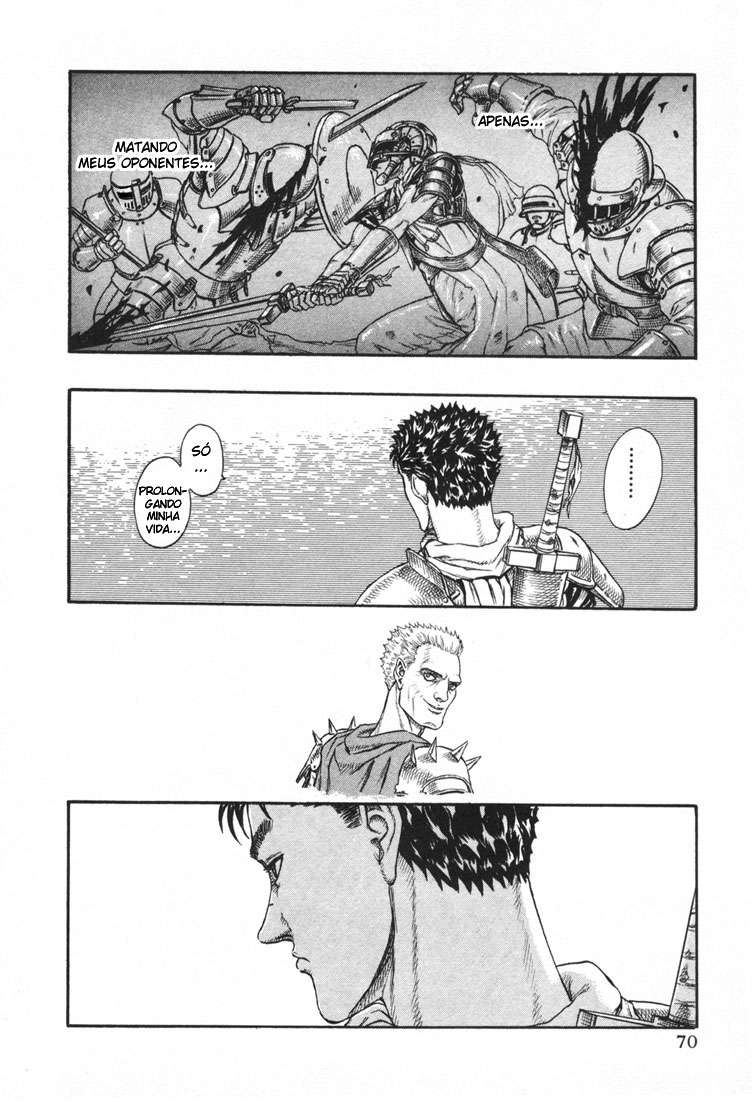 APENAS...
MATANDO
MEUS OPONENTES...
.........
SÓ
...
PROLON-
GANDO
MINHA
VIDA...
70